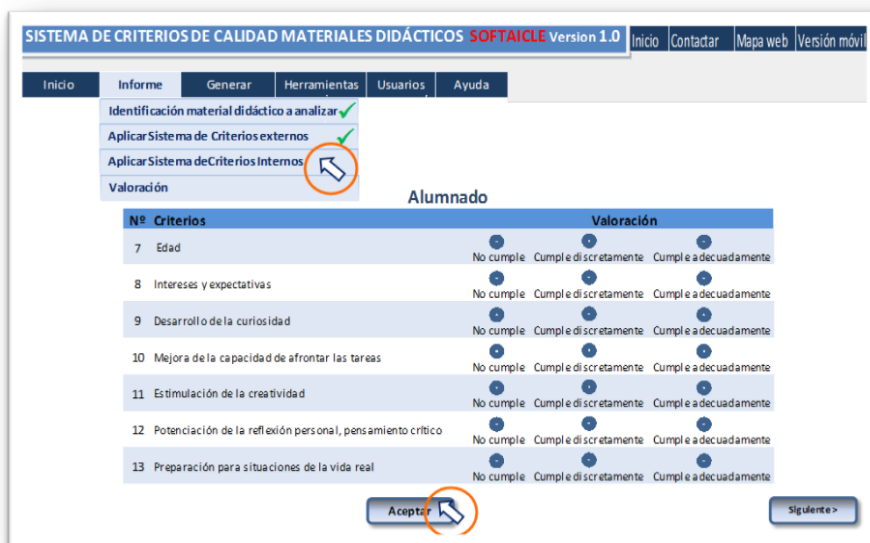 SISTEMA DE CRITERIOS DE CALIDAD MATERIALES DIDÁCTICOS SOFTAICLE Version 1.0
Inicio Contactar Mapa web Versión móvil
Inicio Informe Generar Herramientas Usuarios Ayuda
Identificación material didáctico a analizar
Aplicar Sistema de Criterios externos
Aplicar Sistema de Criterios Internos
Valoración
Alumnado
Nº Criterios Valoración
7 Edad
No cumple Cumple discretamente Cumple adecuadamente
8 Intereses y expectativas
No cumple Cumple discretamente Cumple adecuadamente
9 Desarrollo de la curiosidad
No cumple Cumple discretamente Cumple adecuadamente
10 Mejora de la capacidad de afrontar las tareas
No cumple Cumple discretamente Cumple adecuadamente
11 Estimulación de la creatividad
No cumple Cumple discretamente Cumple adecuadamente
12 Potenciación de la reflexión personal, pensamiento crítico
No cumple Cumple discretamente Cumple adecuadamente
13 Preparación para situaciones de la vida real
No cumple Cumple discretamente Cumple adecuadamente
Aceptar
Siguiente >